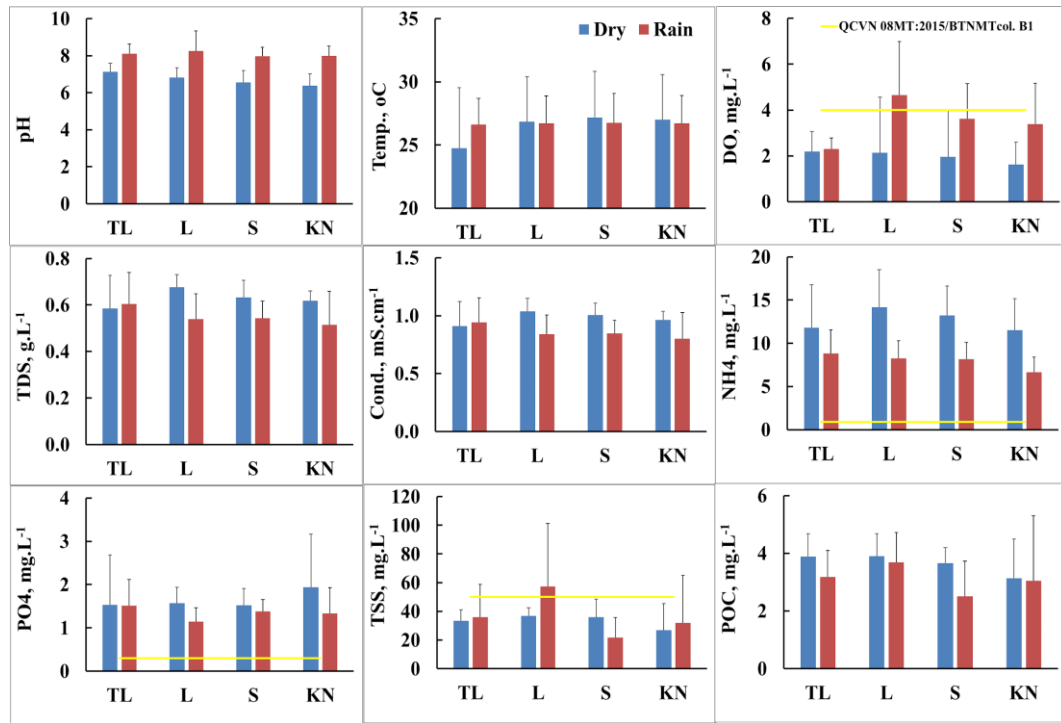 pH
10
8
6
4
2
0
TL L S KN
Temp., oC
35
30
25
20
Dry Rain
TL L S KN
DO, mg.L-1
8
6
4
2
0
QCVN 08MT:2015/BTNMTcol. B1
TL L S KN
TDS, g.L-1
0.8
0.6
0.4
0.2
0.0
TL L S KN
Cond., mS.cm-1
1.5
1.0
0.5
0.0
TL L S KN
NH4, mg.L-1
20
15
10
5
0
TL L S KN
PO4, mg.L-1
4
3
2
1
0
TL L S KN
TSS, mg.L-1
120
100
80
60
40
20
0
TL L S KN
POC, mg.L-1
6
4
2
0
TL L S KN